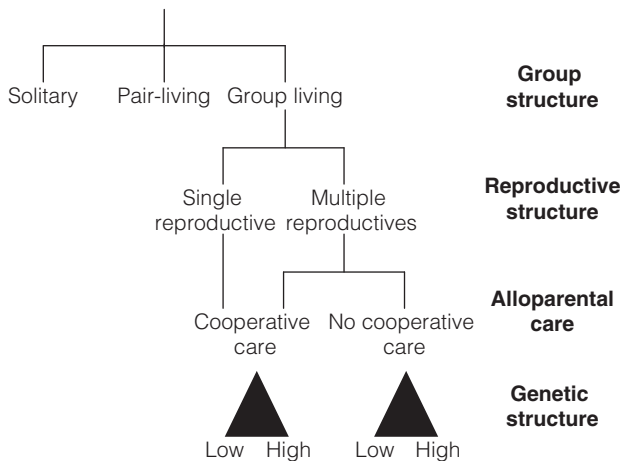 Solitary Pair-living Group living
Group
structure
Single
reproductive
Multiple
reproductives
Reproductive
structure
Cooperative
care
No cooperative
care
Alloparental
care
Low High Low High
Genetic
structure